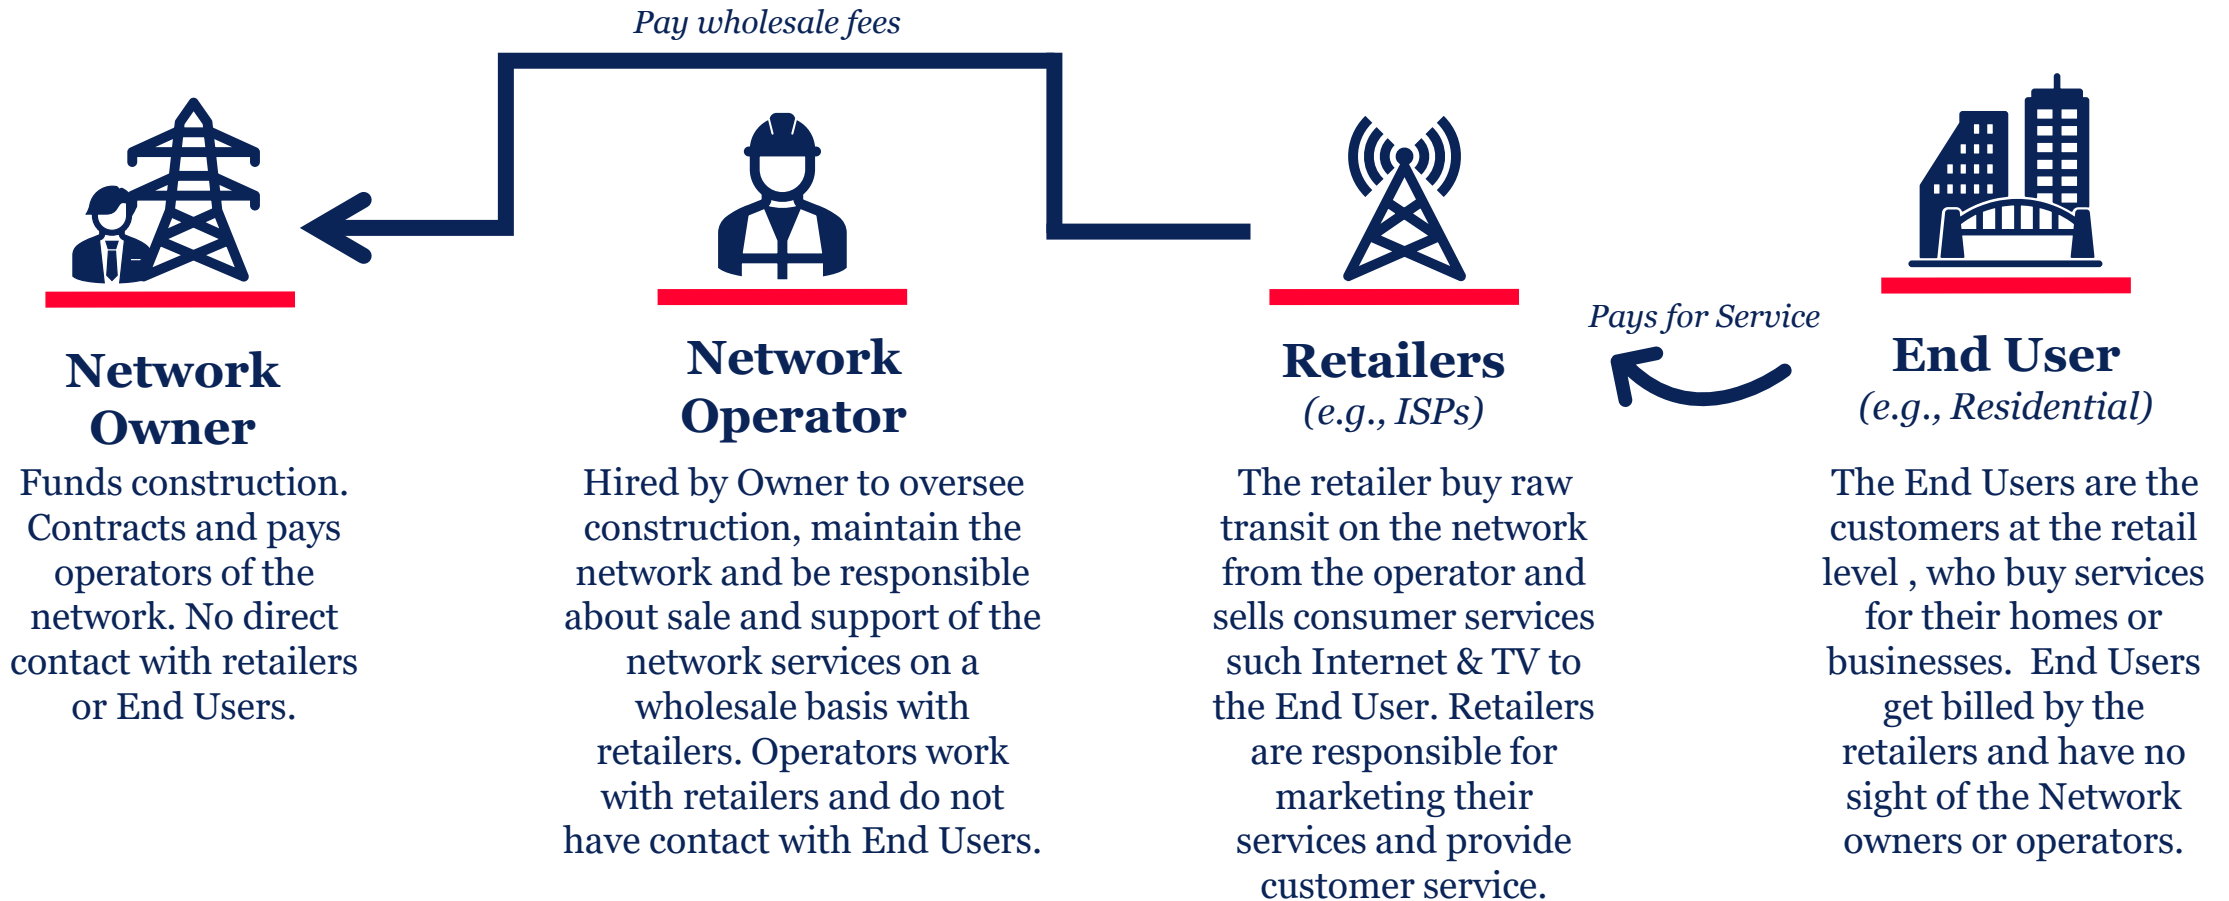 Pay wholesale fees
Network
Owner
Funds construction.
Contracts and pays
operators of the
network. No direct
contact with retailers
or End Users.
Network
Operator
Hired by Owner to oversee
construction, maintain the
network and be responsible
about sale and support of the
network services on a
wholesale basis with
retailers. Operators work
with retailers and do not
have contact with End Users.
Retailers
(e.g., ISPs)
The retailer buy raw
transit on the network
from the operator and
sells consumer services
such Internet & TV to
the End User. Retailers
are responsible for
marketing their
services and provide
customer service.
Pays for Service
End User
(e.g., Residential)
The End Users are the
customers at the retail
level , who buy services
for their homes or
businesses.  End Users
get billed by the
retailers and have no
sight of the Network
owners or operators.